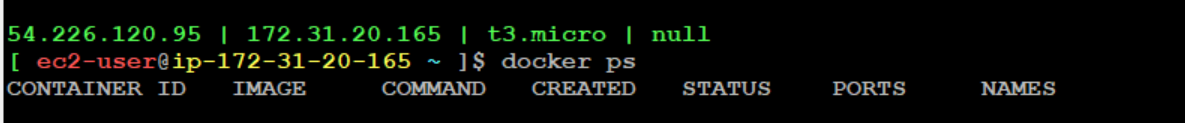 54.226.120.95 | 172.31.20.165 | t3.micro | null
[ ec2-user@ip-172-31-20-165 ~ ]$ docker ps
CONTAINER ID   IMAGE     COMMAND   CREATED   STATUS    PORTS     NAMES